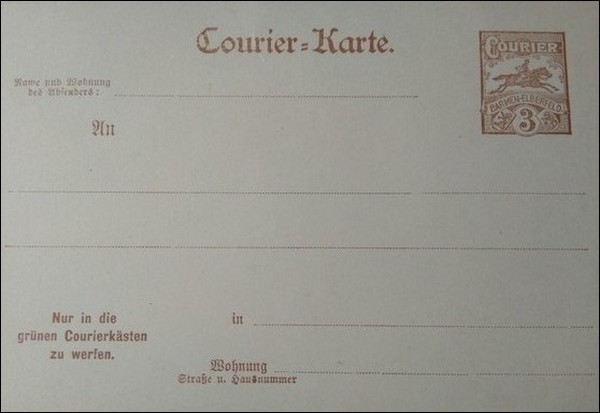 Courier=Karte.
COURIER
BARMEN-ELBERFELD.
3
Name und Wohnung
des Absenders:
An
Nur in die
grünen Courierkästen
zu werfen.
in
Wohnung
Straße u. Hausnummer